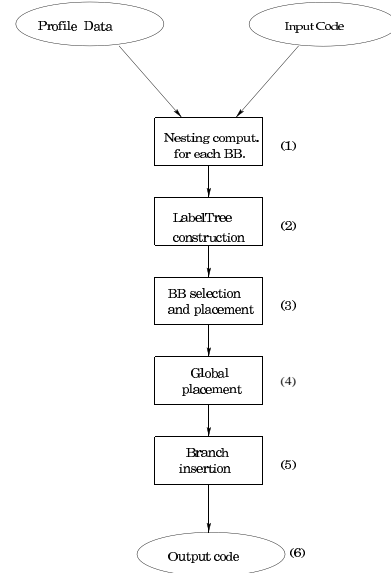 Profile Data
Input Code
Nesting comput.
for each BB.
(1)
LabelTree
construction
(2)
BB selection
and placement
(3)
Global
placement
(4)
Branch
insertion
(5)
Output code
(6)